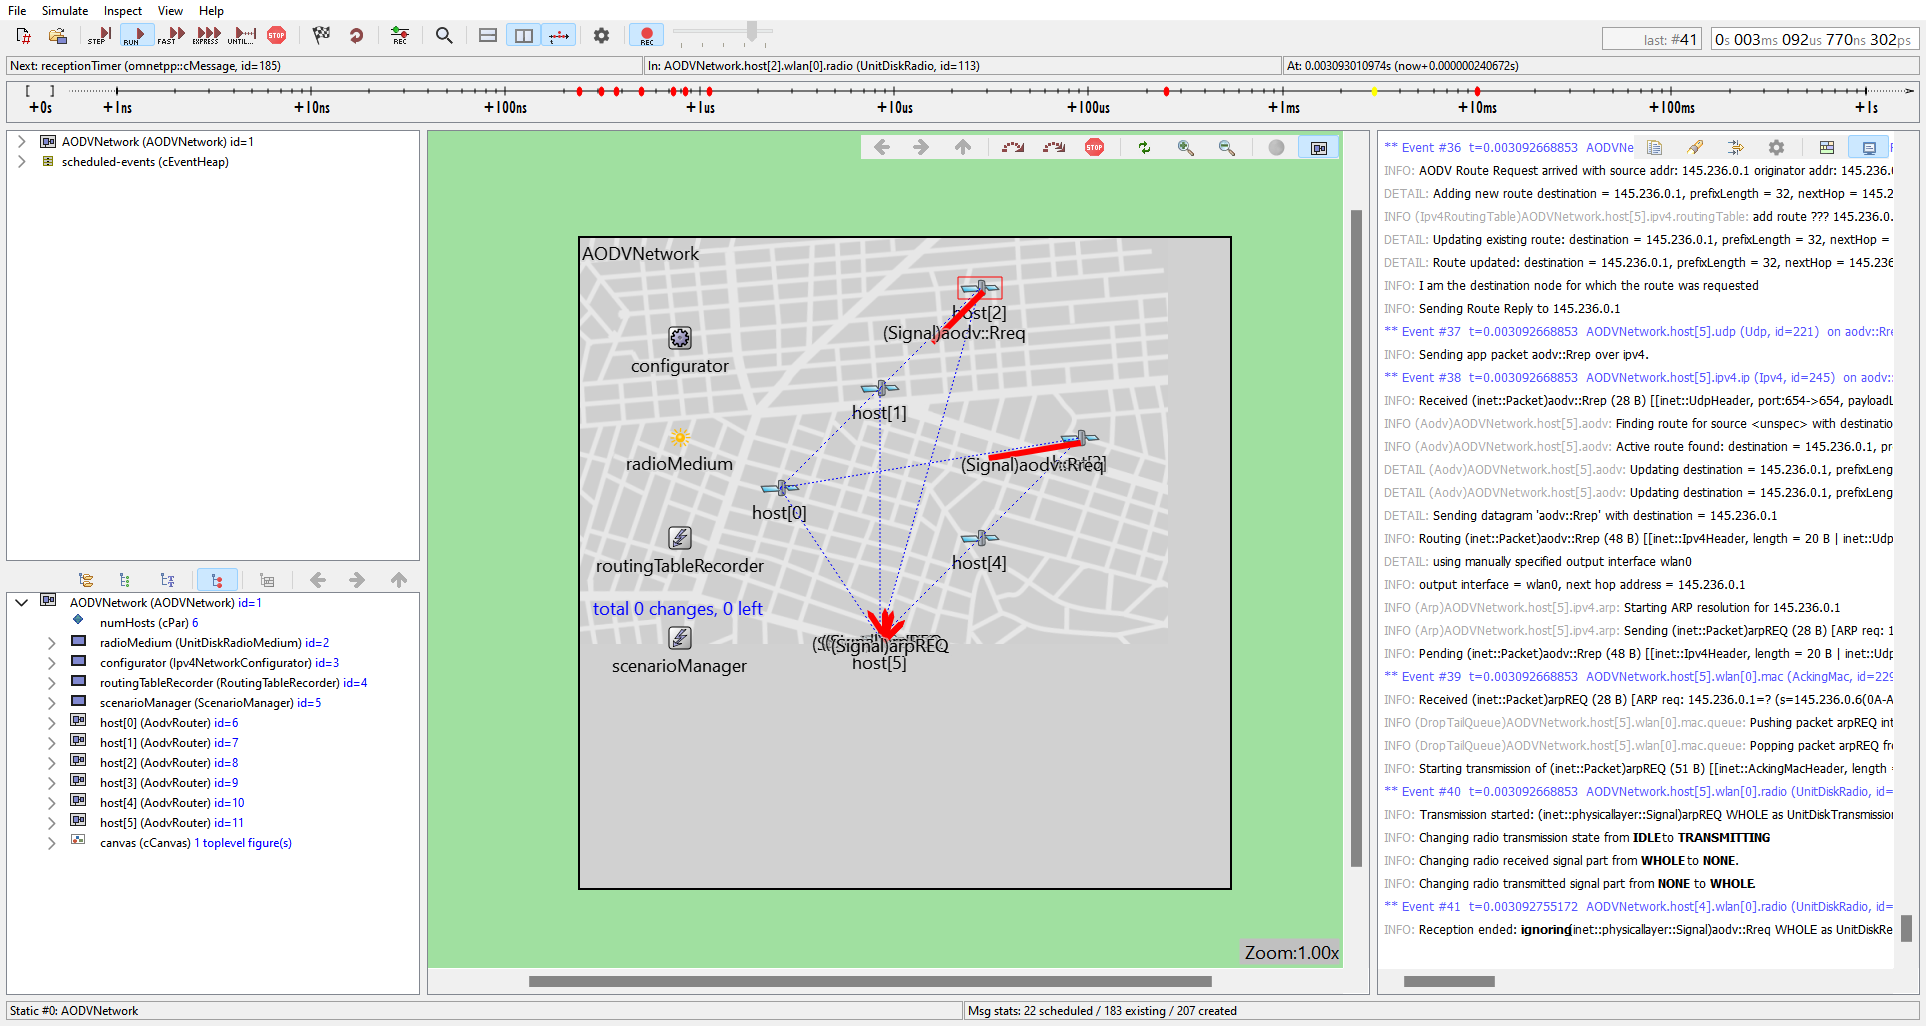 File Simulate Inspect View Help
STEP RUN FAST EXPRESS UNTIL... STOP REC REC
last: #41 0s 003ms 092us 770ns 302ps
Next: receptionTimer (omnetpp::cMessage, id=185) In: AODVNetwork.host[2].wlan[0].radio (UnitDiskRadio, id=113) At: 0.003093010974s (now+0.000000240672s)
[ ]
+0s +1ns +10ns +100ns +1us +10us +100us +1ms +10ms +100ms +1s
AODVNetwork (AODVNetwork) id=1
scheduled-events (cEventHeap)
AODVNetwork (AODVNetwork) id=1
numHosts (cPar) 6
radioMedium (UnitDiskRadioMedium) id=2
configurator (Ipv4NetworkConfigurator) id=3
routingTableRecorder (RoutingTableRecorder) id=4
scenarioManager (ScenarioManager) id=5
host[0] (AodvRouter) id=6
host[1] (AodvRouter) id=7
host[2] (AodvRouter) id=8
host[3] (AodvRouter) id=9
host[4] (AodvRouter) id=10
host[5] (AodvRouter) id=11
canvas (cCanvas) 1 toplevel figure(s)
STOP
AODVNetwork
host[2]
(Signal)aodv::Rreq
configurator
host[1]
radioMedium
(Signal)aodv::Rreq
host[0]
routingTableRecorder
host[4]
total 0 changes, 0 left
(Signal)arpREQ
host[5]
scenarioManager
Zoom:1.00x
** Event #36 t=0.003092668853 AODVNe
INFO: AODV Route Request arrived with source addr: 145.236.0.1 originator addr: 145.236.
DETAIL: Adding new route destination = 145.236.0.1, prefixLength = 32, nextHop = 145.2
INFO (Ipv4RoutingTable)AODVNetwork.host[5].ipv4.routingTable: add route ??? 145.236.0.
DETAIL: Updating existing route: destination = 145.236.0.1, prefixLength = 32, nextHop =
DETAIL: Route updated: destination = 145.236.0.1, prefixLength = 32, nextHop = 145.236
INFO: I am the destination node for which the route was requested
INFO: Sending Route Reply to 145.236.0.1
** Event #37 t=0.003092668853 AODVNetwork.host[5].udp (Udp, id=221) on aodv::Rre
INFO: Sending app packet aodv::Rrep over ipv4.
** Event #38 t=0.003092668853 AODVNetwork.host[5].ipv4.ip (Ipv4, id=245) on aodv:
INFO: Received (inet::Packet)aodv::Rrep (28 B) [[inet::UdpHeader, port:654->654, payloadL
INFO (Aodv)AODVNetwork.host[5].aodv: Finding route for source <unspec> with destinatio
INFO (Aodv)AODVNetwork.host[5].aodv: Active route found: destination = 145.236.0.1, pr
DETAIL (Aodv)AODVNetwork.host[5].aodv: Updating destination = 145.236.0.1, prefixLeng
DETAIL (Aodv)AODVNetwork.host[5].aodv: Updating destination = 145.236.0.1, prefixLeng
DETAIL: Sending datagram 'aodv::Rrep' with destination = 145.236.0.1
INFO: Routing (inet::Packet)aodv::Rrep (48 B) [[inet::Ipv4Header, length = 20 B | inet::Udp
DETAIL: using manually specified output interface wlan0
INFO: output interface = wlan0, next hop address = 145.236.0.1
INFO (Arp)AODVNetwork.host[5].ipv4.arp: Starting ARP resolution for 145.236.0.1
INFO (Arp)AODVNetwork.host[5].ipv4.arp: Sending (inet::Packet)arpREQ (28 B) [ARP req: 1
INFO: Pending (inet::Packet)aodv::Rrep (48 B) [[inet::Ipv4Header, length = 20 B | inet::Udp
** Event #39 t=0.003092668853 AODVNetwork.host[5].wlan[0].mac (AckingMac, id=229
INFO: Received (inet::Packet)arpREQ (28 B) [ARP req: 145.236.0.1=? (s=145.236.0.6(0A-A
INFO (DropTailQueue)AODVNetwork.host[5].wlan[0].mac.queue: Pushing packet arpREQ int
INFO (DropTailQueue)AODVNetwork.host[5].wlan[0].mac.queue: Popping packet arpREQ fr
INFO: Starting transmission of (inet::Packet)arpREQ (51 B) [[inet::AckingMacHeader, length
** Event #40 t=0.003092668853 AODVNetwork.host[5].wlan[0].radio (UnitDiskRadio, id=
INFO: Transmission started: (inet::physicallayer::Signal)arpREQ WHOLE as UnitDiskTransmission
INFO: Changing radio transmission state from IDLE to TRANSMITTING
INFO: Changing radio received signal part from WHOLE to NONE.
INFO: Changing radio transmitted signal part from NONE to WHOLE.
** Event #41 t=0.003092755172 AODVNetwork.host[4].wlan[0].radio (UnitDiskRadio, id=
INFO: Reception ended: ignoring(inet::physicallayer::Signal)aodv::Rreq WHOLE as UnitDiskRe
Static #0: AODVNetwork Msg stats: 22 scheduled / 183 existing / 207 created